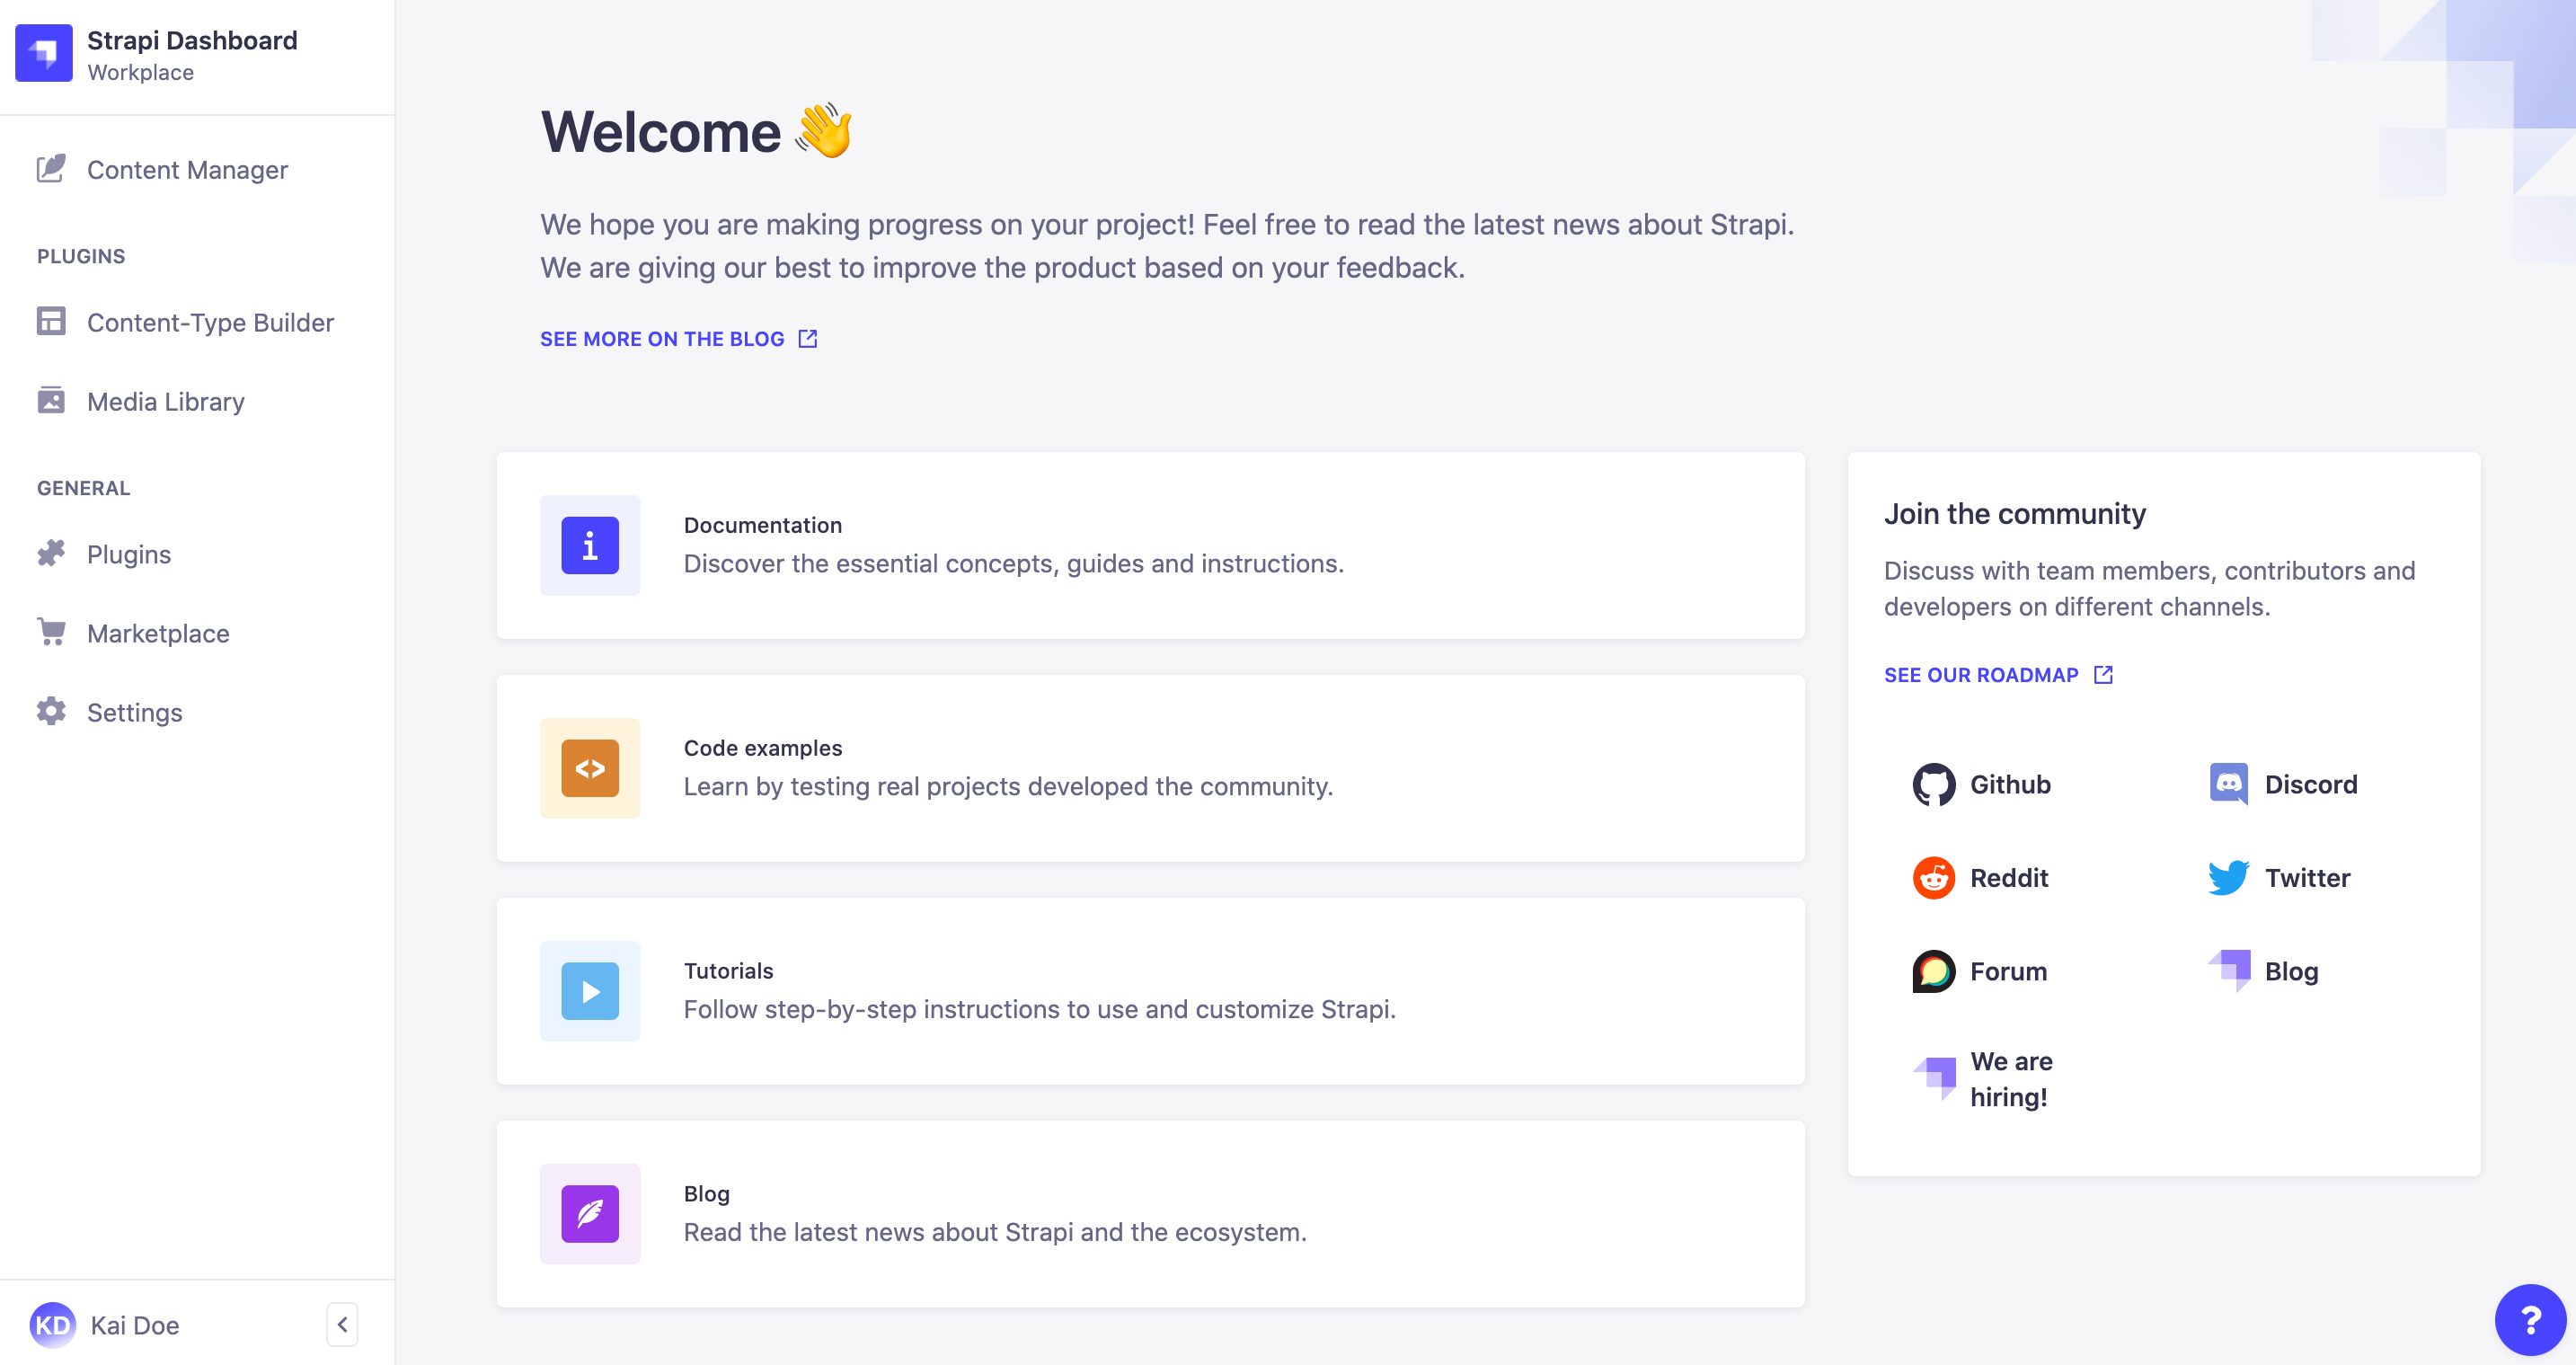 Strapi Dashboard
Workplace
Content Manager
PLUGINS
Content-Type Builder
Media Library
GENERAL
Plugins
Marketplace
Settings
KD
Kai Doe
Welcome 👋
We hope you are making progress on your project! Feel free to read the latest news about Strapi.
We are giving our best to improve the product based on your feedback.
SEE MORE ON THE BLOG
Documentation
Discover the essential concepts, guides and instructions.
Code examples
Learn by testing real projects developed the community.
Tutorials
Follow step-by-step instructions to use and customize Strapi.
Blog
Read the latest news about Strapi and the ecosystem.
Join the community
Discuss with team members, contributors and
developers on different channels.
SEE OUR ROADMAP
Github
Discord
Reddit
Twitter
Forum
Blog
We are
hiring!
?